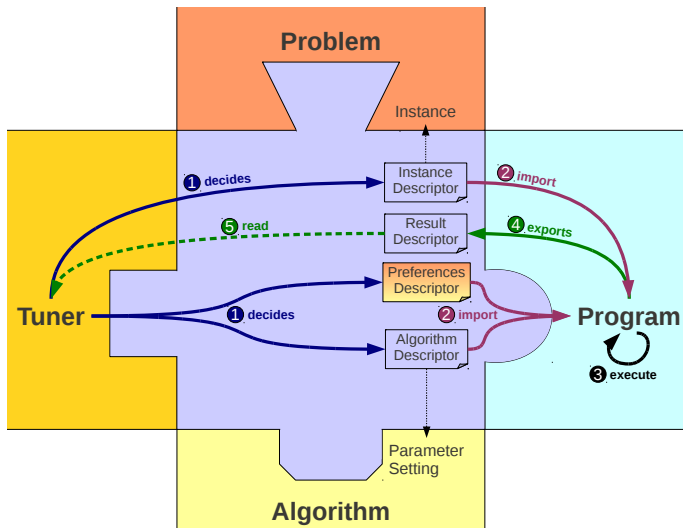 Problem
Instance
1 decides
Instance
Descriptor
2 import
5 read
Result
Descriptor
4 exports
Preferences
Descriptor
Tuner
1 decides
2 import
Program
Algorithm
Descriptor
3 execute
Parameter
Setting
Algorithm